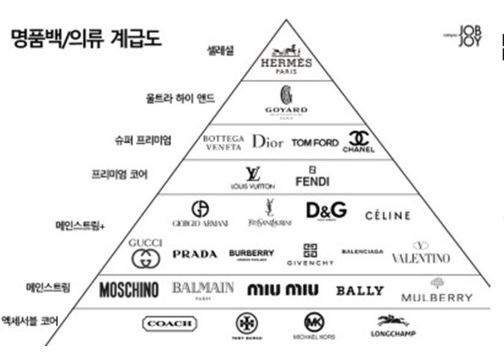 명품백/의류 계급도
JOB
JOY
셀레셜
HERMÈS
PARIS
울트라 하이 앤드
GOYARD
슈퍼 프리미엄
BOTTEGA
VENETA
Dior
TOM FORD
CHANEL
프리미엄 코어
LOUIS VUITTON
FENDI
메인스트림+
GIORGIO ARMANI
YVES SAINT LAURENT
D&G
CÉLINE
GUCCI
PRADA
BURBERRY
GIVENCHY
BALENCIAGA
VALENTINO
메인스트림
MOSCHINO
BALMAIN
PARIS
MIU MIU
BALLY
MULBERRY
엑세서블 코어
COACH
TORY BURCH
MK
MICHAEL KORS
LONGCHAMP